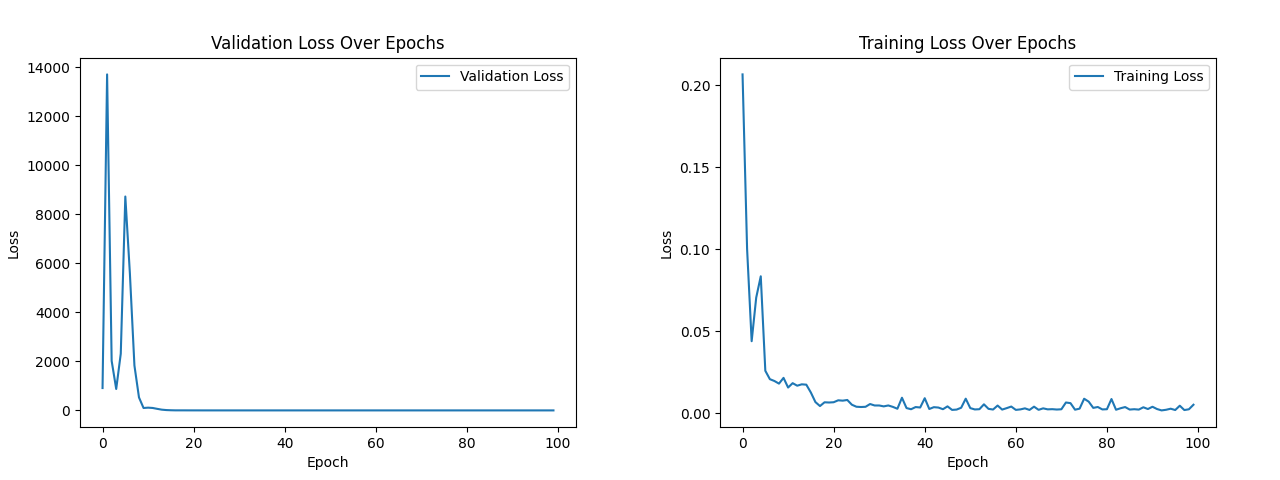 Validation Loss Over Epochs
Validation Loss
14000
12000
10000
8000
6000
4000
2000
0
Loss
0 20 40 60 80 100
Epoch
Training Loss Over Epochs
Training Loss
0.20
0.15
0.10
0.05
0.00
Loss
0 20 40 60 80 100
Epoch